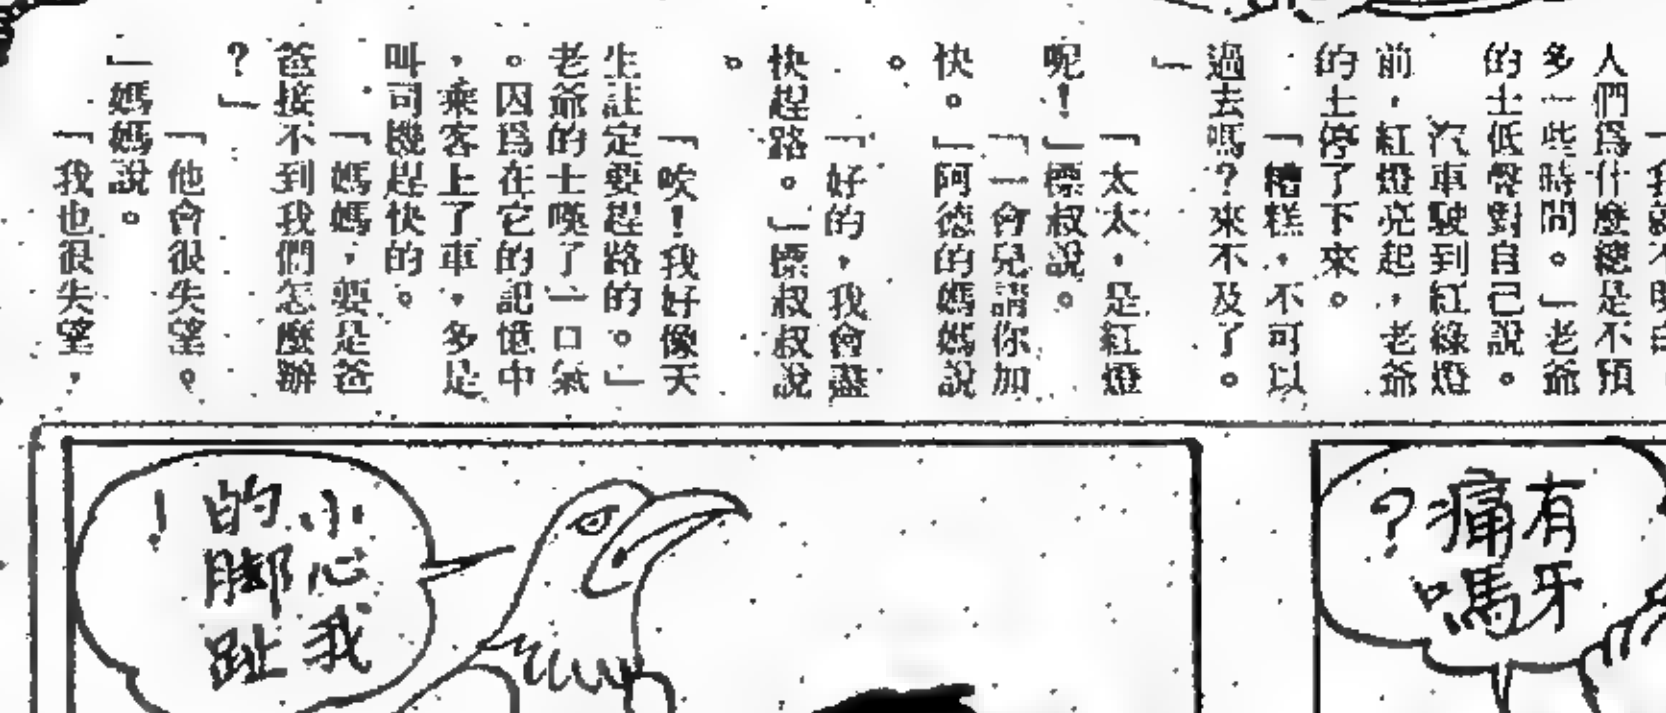 「我就不明白，
人們爲什麼總是不預
多一些時間。」老爺
的士低聲對自己說。
汽車駛到紅綠燈
前，紅燈亮起，老爺
的士停了下來。
「糟糕，不可以
過去嗎？來不及了。
」
「太太，是紅燈
呢！」標叔說。
「一會兒請你加
快。」阿德的媽媽說
。
「好的，我會盡
快趕路。」標叔叔說
。
「唉！我好像天
生註定要趕路的。」
老爺的士嘆了一口氣
。因爲在它的記憶中
，乘客上了車，多是
叫司機趕快的。
「媽媽，要是爸
爸接不到我們怎麼辦
？」
「他會很失望。
」媽媽說。
「我也很失望，
有牙
痛嗎
？
小心我
的脚趾
！